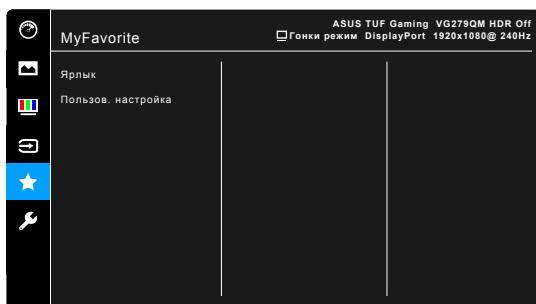 ASUS TUF Gaming VG279QM HDR Off
MyFavorite
Гонки режим DisplayPort 1920x1080@ 240Hz
Ярлык
Пользов. настройка